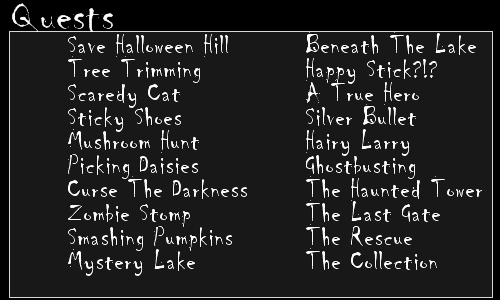 Quests
Save Halloween Hill
Tree Trimming
Scaredy Cat
Sticky Shoes
Mushroom Hunt
Picking Daisies
Curse The Darkness
Zombie Stomp
Smashing Pumpkins
Mystery Lake
Beneath The Lake
Happy Stick?!?
A True Hero
Silver Bullet
Hairy Larry
Ghostbusting
The Haunted Tower
The Last Gate
The Rescue
The Collection